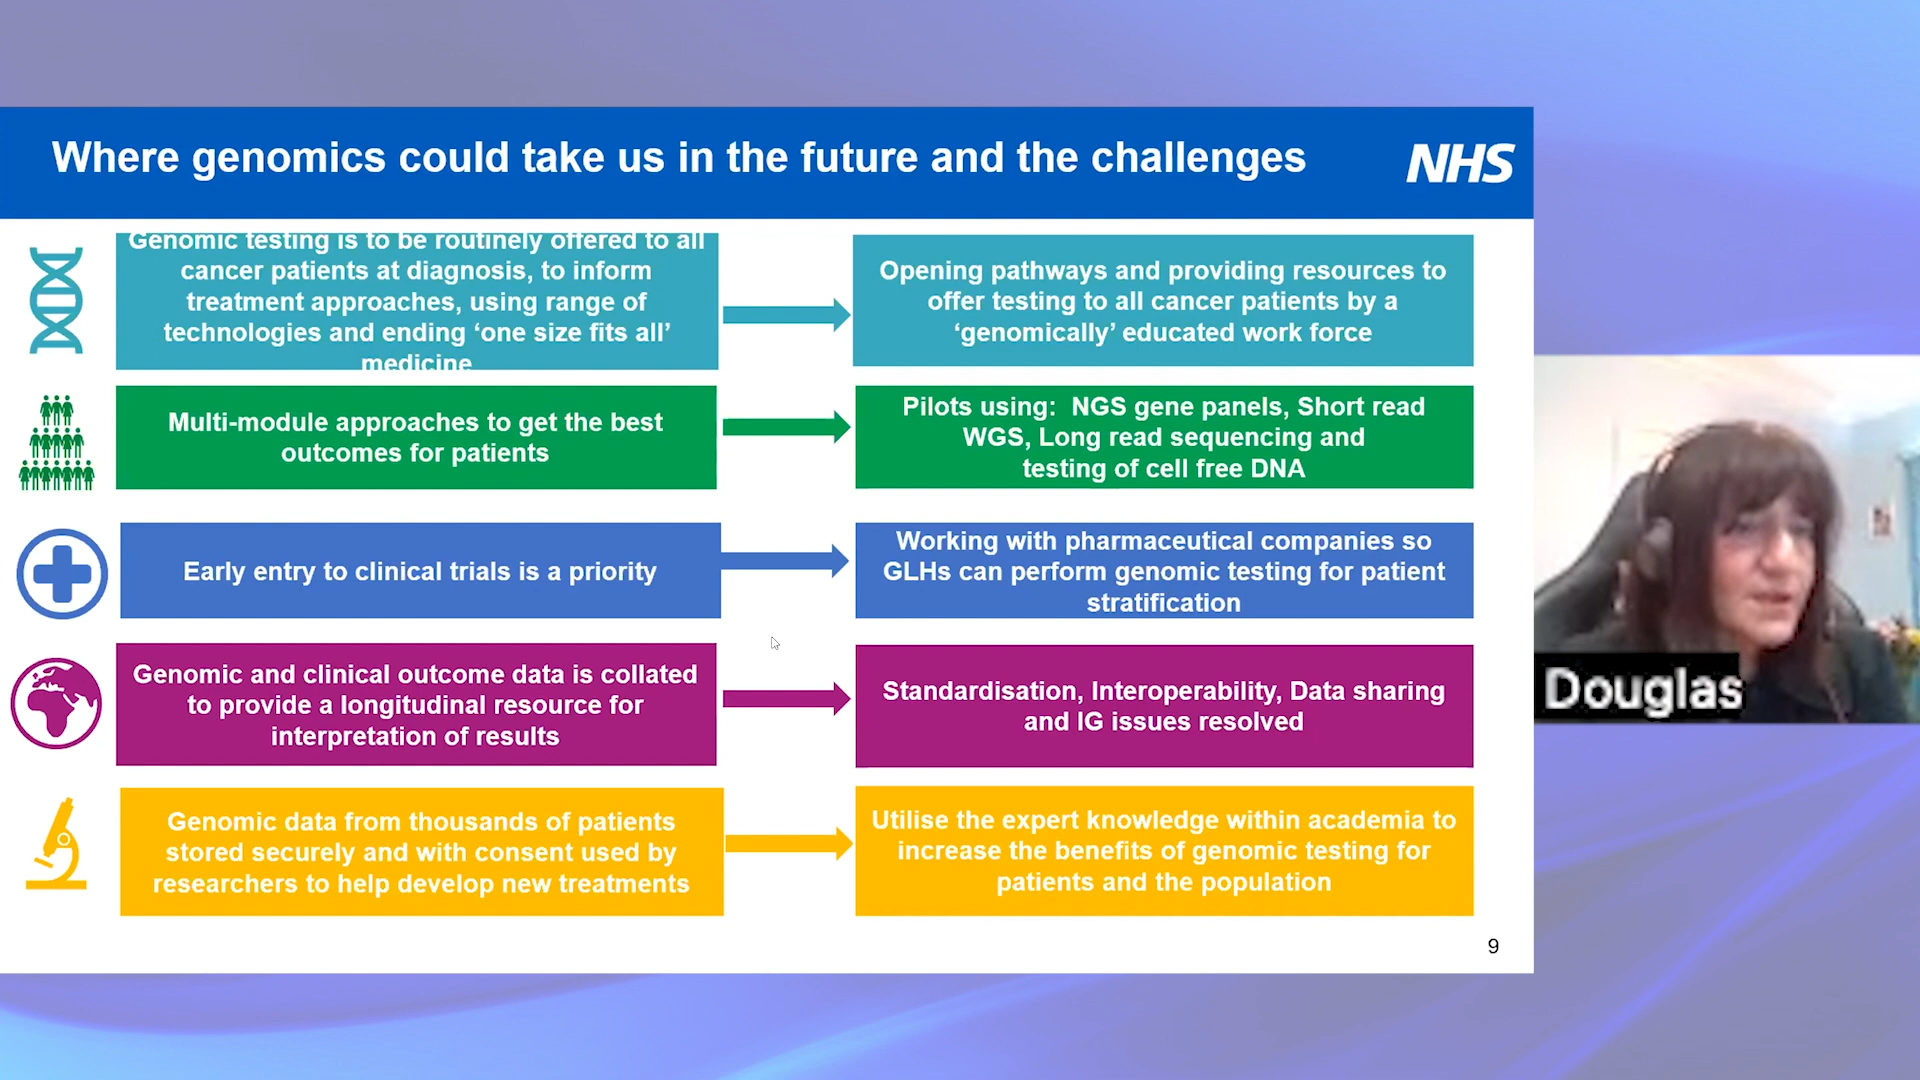 Where genomics could take us in the future and the challenges
NHS
Genomic testing is to be routinely offered to all
cancer patients at diagnosis, to inform
treatment approaches, using range of
technologies and ending ‘one size fits all’
medicine
Opening pathways and providing resources to
offer testing to all cancer patients by a
‘genomically’ educated work force
Multi-module approaches to get the best
outcomes for patients
Pilots using: NGS gene panels, Short read
WGS, Long read sequencing and
testing of cell free DNA
Early entry to clinical trials is a priority
Working with pharmaceutical companies so
GLHs can perform genomic testing for patient
stratification
Genomic and clinical outcome data is collated
to provide a longitudinal resource for
interpretation of results
Standardisation, Interoperability, Data sharing
and IG issues resolved
Genomic data from thousands of patients
stored securely and with consent used by
researchers to help develop new treatments
Utilise the expert knowledge within academia to
increase the benefits of genomic testing for
patients and the population
9
Douglas